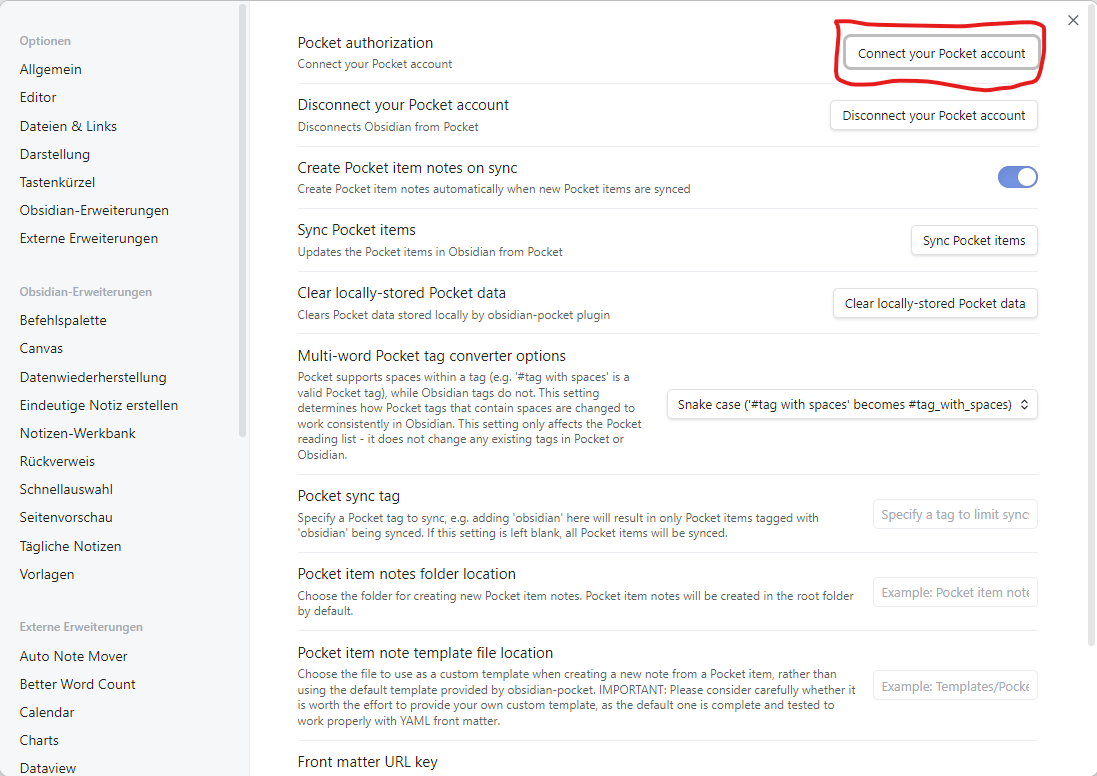 Optionen
Allgemein
Editor
Dateien & Links
Darstellung
Tastenkürzel
Obsidian-Erweiterungen
Externe Erweiterungen
Obsidian-Erweiterungen
Befehlspalette
Canvas
Datenwiederherstellung
Eindeutige Notiz erstellen
Notizen-Werkbank
Rückverweis
Schnellauswahl
Seitenvorschau
Tägliche Notizen
Vorlagen
Externe Erweiterungen
Auto Note Mover
Better Word Count
Calendar
Charts
Dataview
Pocket authorization
Connect your Pocket account
Connect your Pocket account
Disconnect your Pocket account
Disconnects Obsidian from Pocket
Disconnect your Pocket account
Create Pocket item notes on sync
Create Pocket item notes automatically when new Pocket items are synced
Sync Pocket items
Updates the Pocket items in Obsidian from Pocket
Sync Pocket items
Clear locally-stored Pocket data
Clears Pocket data stored locally by obsidian-pocket plugin
Clear locally-stored Pocket data
Multi-word Pocket tag converter options
Pocket supports spaces within a tag (e.g. '#tag with spaces' is a
valid Pocket tag), while Obsidian tags do not. This setting
determines how Pocket tags that contain spaces are changed to
work consistently in Obsidian. This setting only affects the Pocket
reading list - it does not change any existing tags in Pocket or
Obsidian.
Snake case ('#tag with spaces' becomes #tag_with_spaces)
Pocket sync tag
Specify a Pocket tag to sync, e.g. adding 'obsidian' here will result in only Pocket items tagged with
'obsidian' being synced. If this setting is left blank, all Pocket items will be synced.
Specify a tag to limit sync
Pocket item notes folder location
Choose the folder for creating new Pocket item notes. Pocket item notes will be created in the root folder
by default.
Example: Pocket item note
Pocket item note template file location
Choose the file to use as a custom template when creating a new note from a Pocket item, rather than
using the default template provided by obsidian-pocket. IMPORTANT: Please consider carefully whether it
is worth the effort to provide your own custom template, as the default one is complete and tested to
work properly with YAML front matter.
Example: Templates/Pocke
Front matter URL key